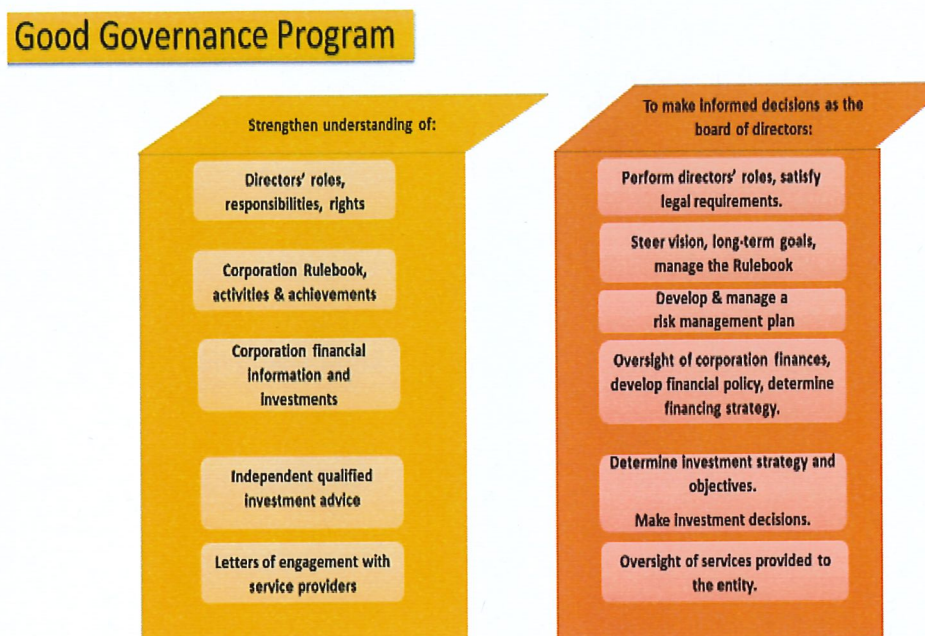 Good Governance Program
Strengthen understanding of:
Directors' roles,
responsibilities, rights
Corporation Rulebook,
activities & achievements
Corporation financial
information and
investments
Independent qualified
investment advice
Letters of engagement with
service providers
To make informed decisions as the
board of directors:
Perform directors' roles, satisfy
legal requirements.
Steer vision, long-term goals,
manage the Rulebook
Develop & manage a
risk management plan
Oversight of corporation finances,
develop financial policy, determine
financing strategy.
Determine investment strategy and
objectives.
Make investment decisions.
Oversight of services provided to
the entity.